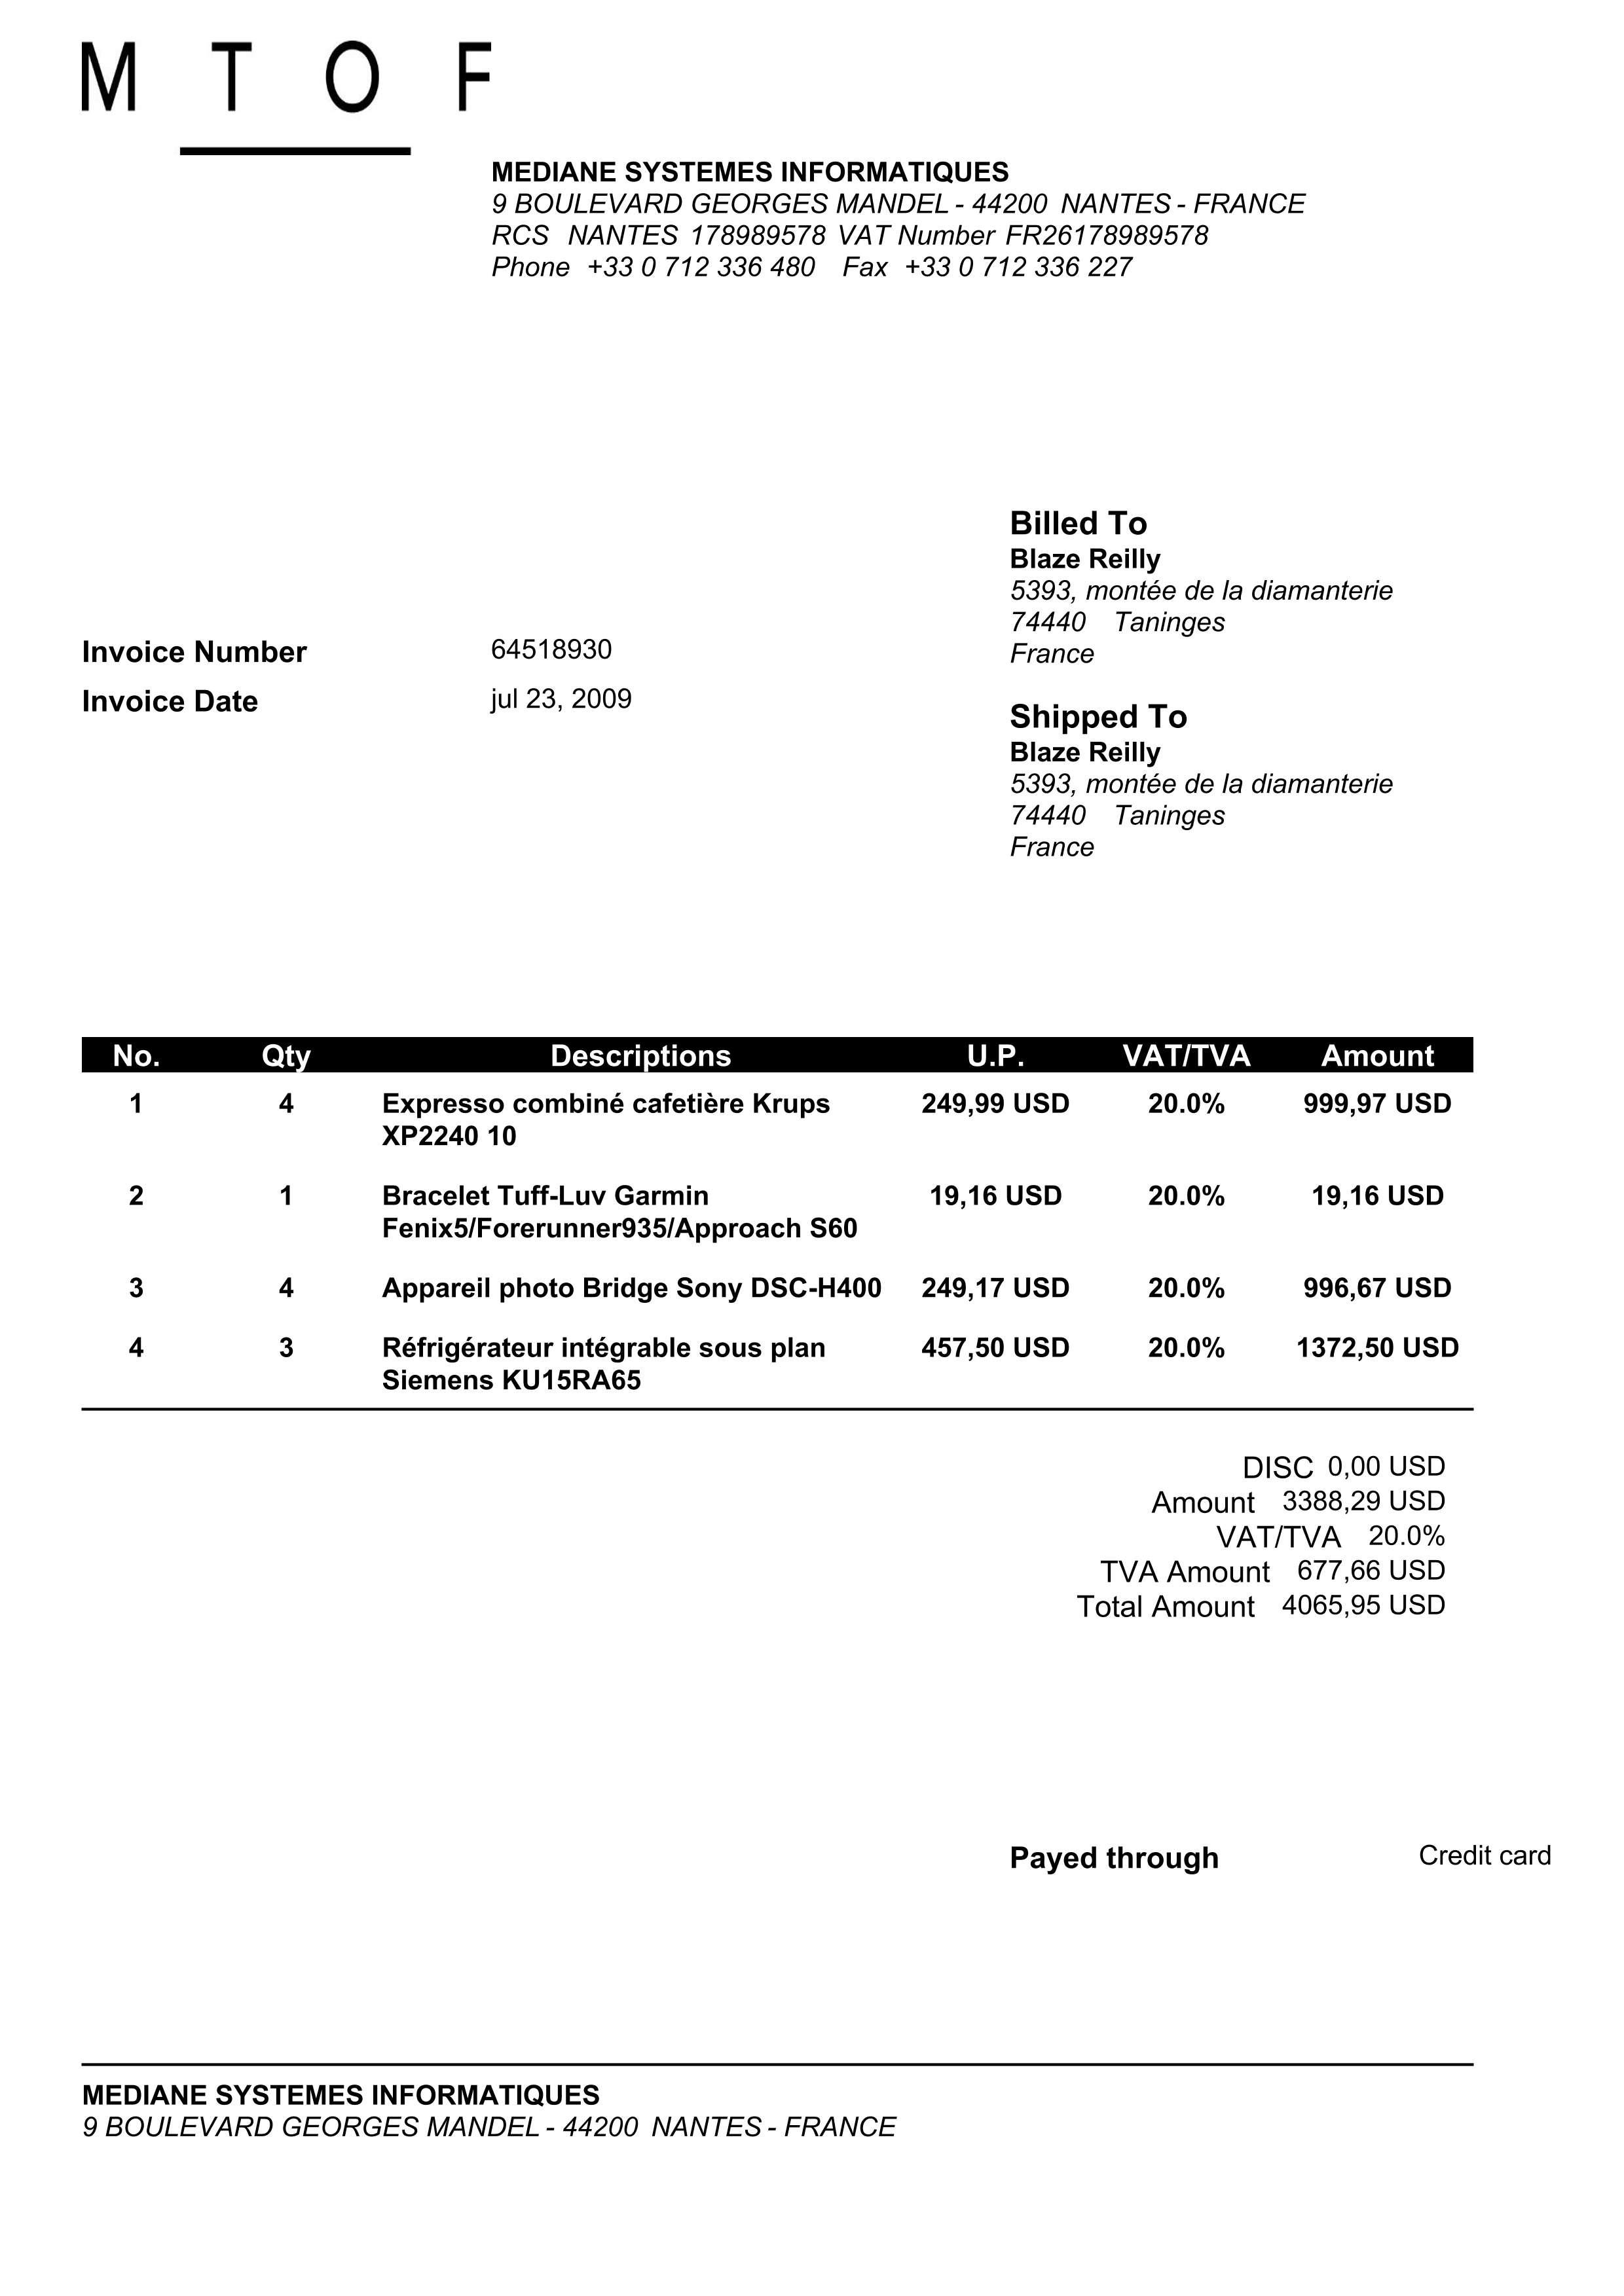 M T O F
MEDIANE SYSTEMES INFORMATIQUES
9 BOULEVARD GEORGES MANDEL - 44200 NANTES - FRANCE
RCS NANTES 178989578 VAT Number FR26178989578
Phone +33 0 712 336 480 Fax +33 0 712 336 227
Billed To
Blaze Reilly
5393, montée de la diamanterie
74440 Taninges
France
Invoice Number 64518930
Invoice Date jul 23, 2009
Shipped To
Blaze Reilly
5393, montée de la diamanterie
74440 Taninges
France
No. Qty Descriptions U.P. VAT/TVA Amount
1 4 Expresso combiné cafetière Krups 249,99 USD 20.0% 999,97 USD
XP2240 10
2 1 Bracelet Tuff-Luv Garmin 19,16 USD 20.0% 19,16 USD
Fenix5/Forerunner935/Approach S60
3 4 Appareil photo Bridge Sony DSC-H400 249,17 USD 20.0% 996,67 USD
4 3 Réfrigérateur intégrable sous plan 457,50 USD 20.0% 1372,50 USD
Siemens KU15RA65
DISC 0,00 USD
Amount 3388,29 USD
VAT/TVA 20.0%
TVA Amount 677,66 USD
Total Amount 4065,95 USD
Payed through Credit card
MEDIANE SYSTEMES INFORMATIQUES
9 BOULEVARD GEORGES MANDEL - 44200 NANTES - FRANCE